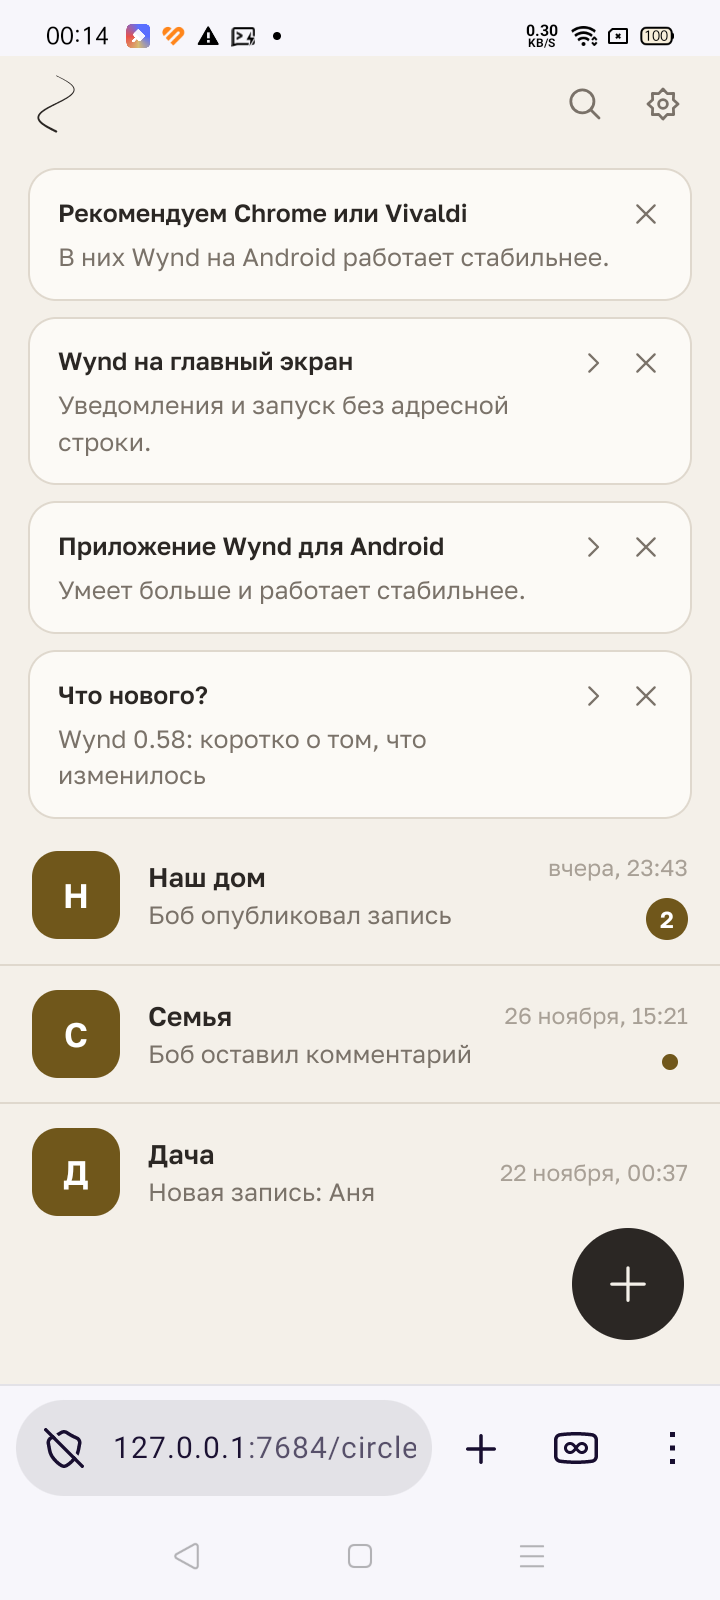 00:14
0.30
KB/S
100
Рекомендуем Chrome или Vivaldi
В них Wynd на Android работает стабильнее.
Wynd на главный экран
Уведомления и запуск без адресной
строки.
Приложение Wynd для Android
Умеет больше и работает стабильнее.
Что нового?
Wynd 0.58: коротко о том, что
изменилось
Н
Наш дом
вчера, 23:43
Боб опубликовал запись
2
С
Семья
26 ноября, 15:21
Боб оставил комментарий
Д
Дача
22 ноября, 00:37
Новая запись: Аня
127.0.0.1:7684/circle